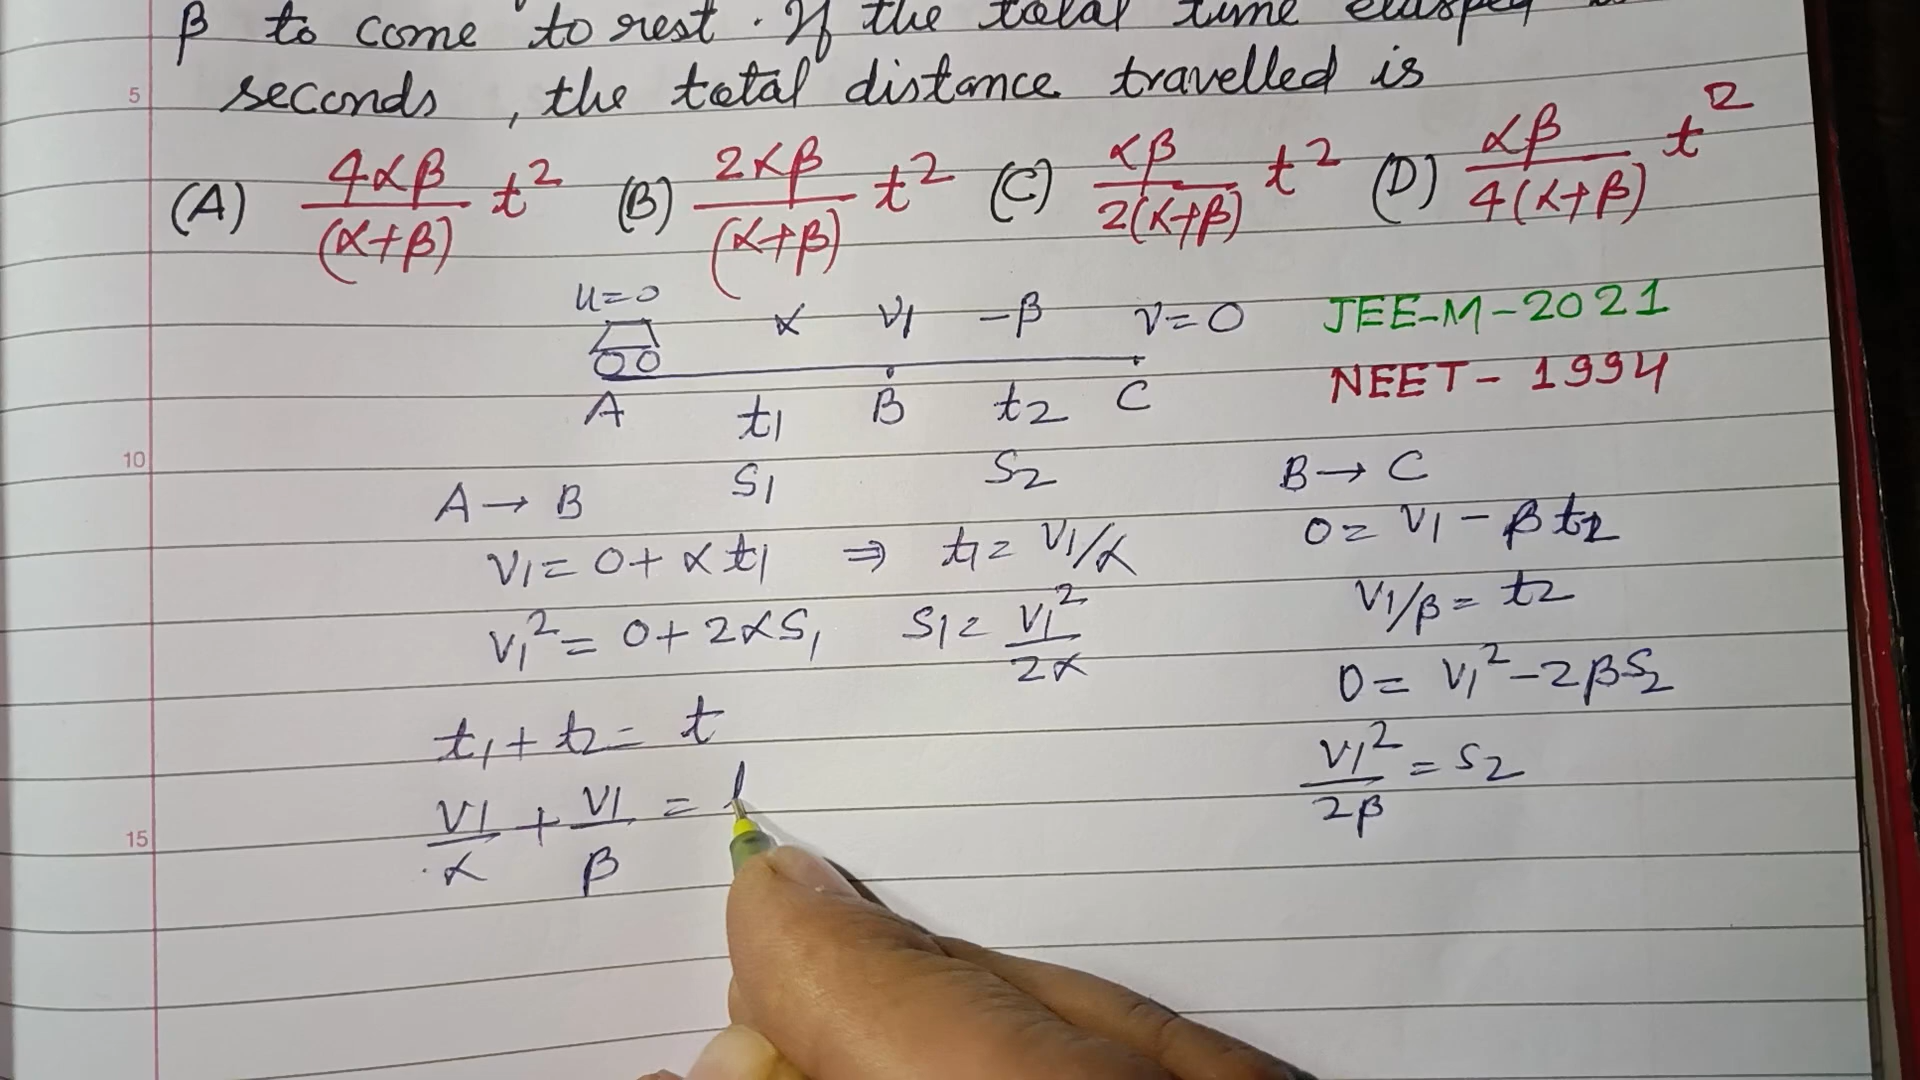 β to come to rest. If the total time
seconds, the total distance travelled is
5
(A) 4αβ/(α+β) t² (B) 2αβ/(α+β) t² (C) αβ/2(α+β) t² (D) αβ/4(α+β) t²
u=0 α v1 -β v=0 JEE-M-2021
NEET-1994
A t1 B t2 C
10
S1 S2
A → B
v1 = 0 + αt1 ⇒ t1 = v1/α
v1² = 0 + 2αS1 S1 = v1²/2α
t1 + t2 = t
15
v1/α + v1/β =
B → C
0 = v1 - βt2
v1/β = t2
0 = v1² - 2βS2
v1²/2β = S2